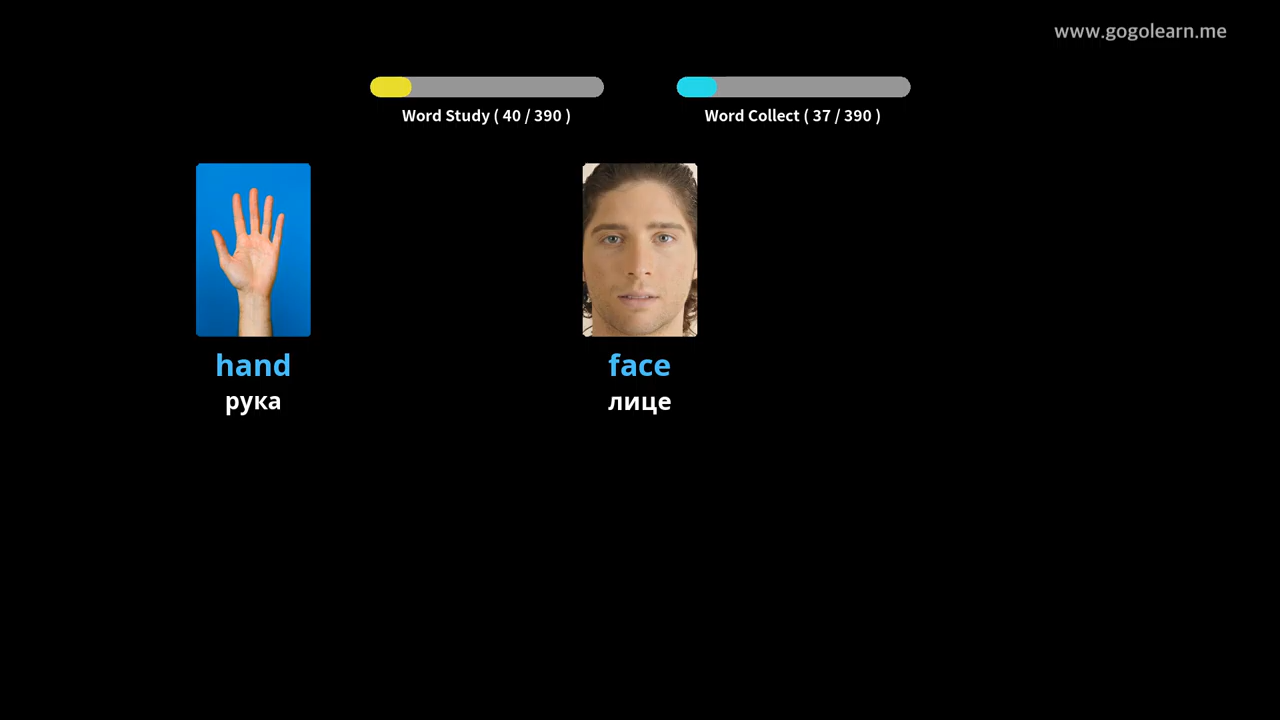 www.gogolearn.me
Word Study ( 40 / 390 )
Word Collect ( 37 / 390 )
hand
рука
face
лице